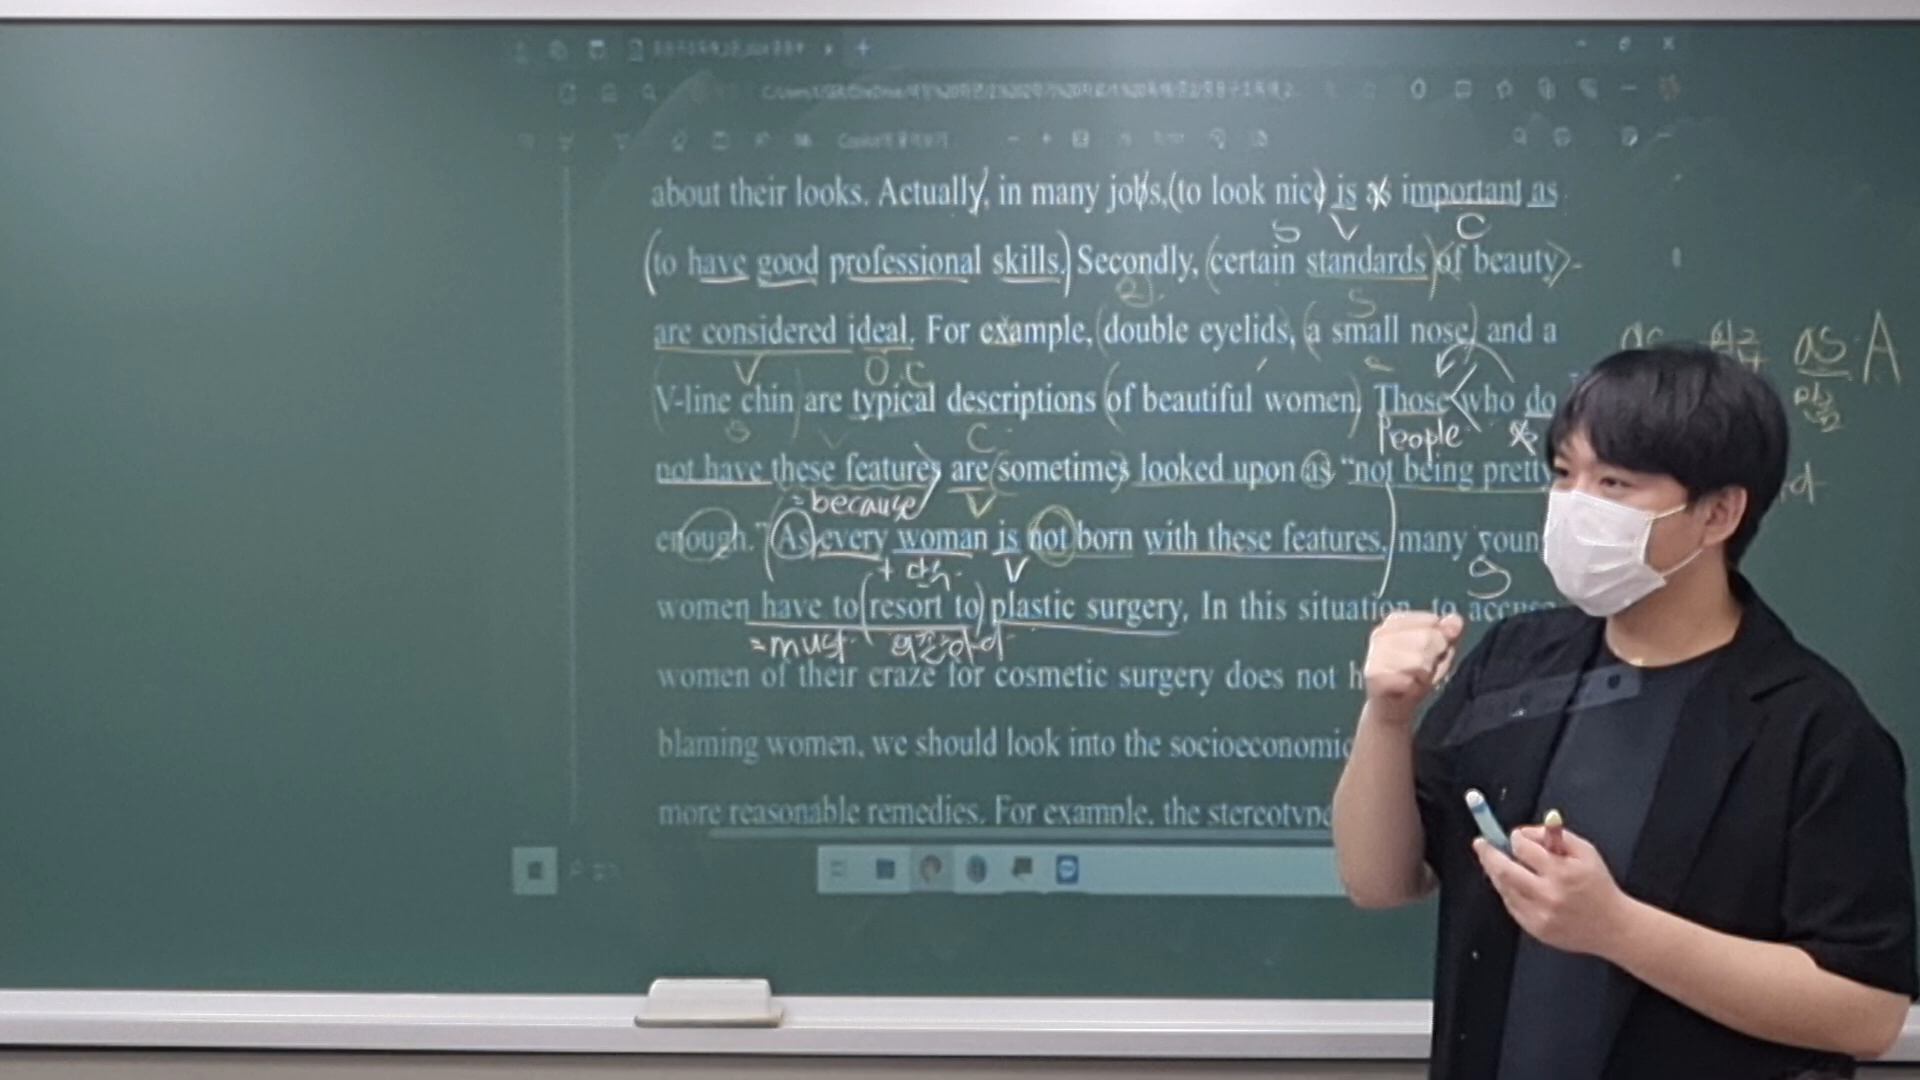 about their looks. Actually, in many jobs, (to look nice) is as important as
S V C
(to have good professional skills.) Secondly, (certain standards) of beauty
② S
are considered ideal. For example, (double eyelids, (a small nose) and a
V O.C
as as A
V-line chin) are typical descriptions (of beautiful women. Those who do
S V C People
not have these features are (sometimes) looked upon as "not being pretty
= because V
enough." (As every woman is not born with these features, many youn
+ 단수 V S
women have to (resort to) plastic surgery. In this situation, to accuse
= must 의존하다
women of their craze for cosmetic surgery does not h
blaming women, we should look into the socioeconomic
more reasonable remedies. For example, the stereotype